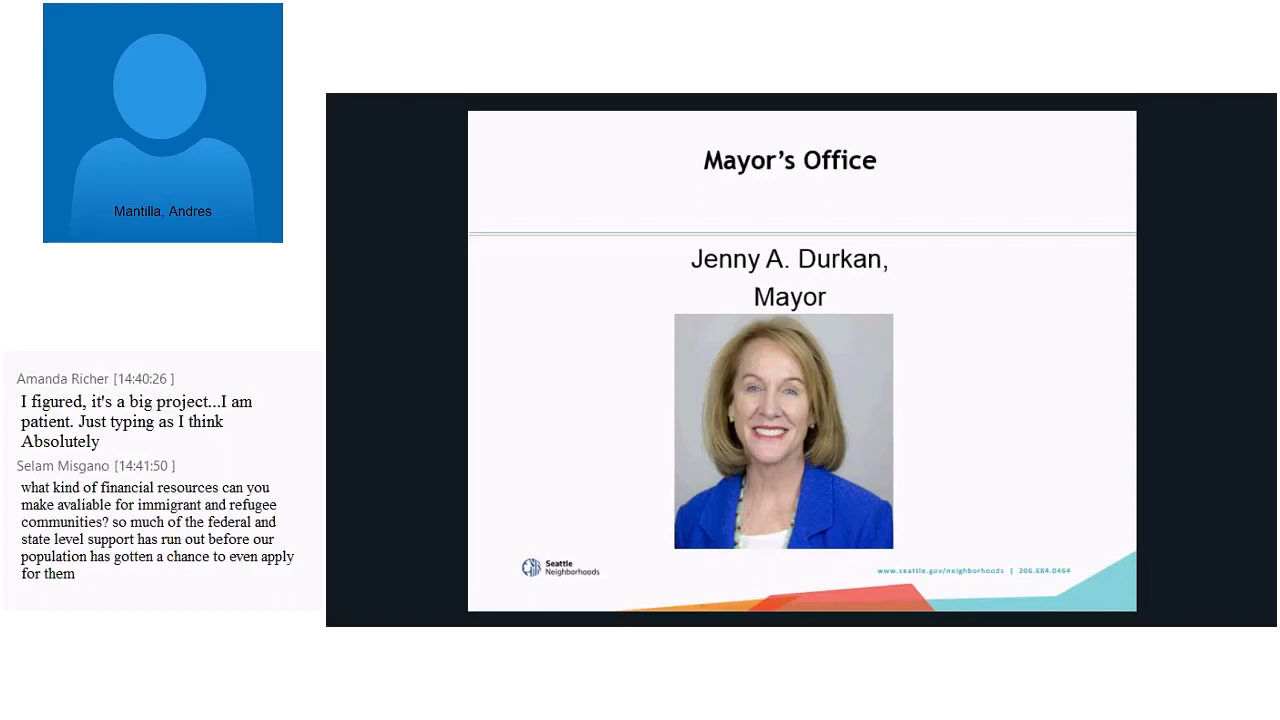 Mantilla, Andres
Amanda Richer [14:40:26 ]
I figured, it's a big project...I am
patient. Just typing as I think
Absolutely
Selam Misgano [14:41:50 ]
what kind of financial resources can you
make avaliable for immigrant and refugee
communities? so much of the federal and
state level support has run out before our
population has gotten a chance to even apply
for them
Mayor's Office
Jenny A. Durkan,
Mayor
Seattle
Neighborhoods
www.seattle.gov/neighborhoods | 206.684.0464